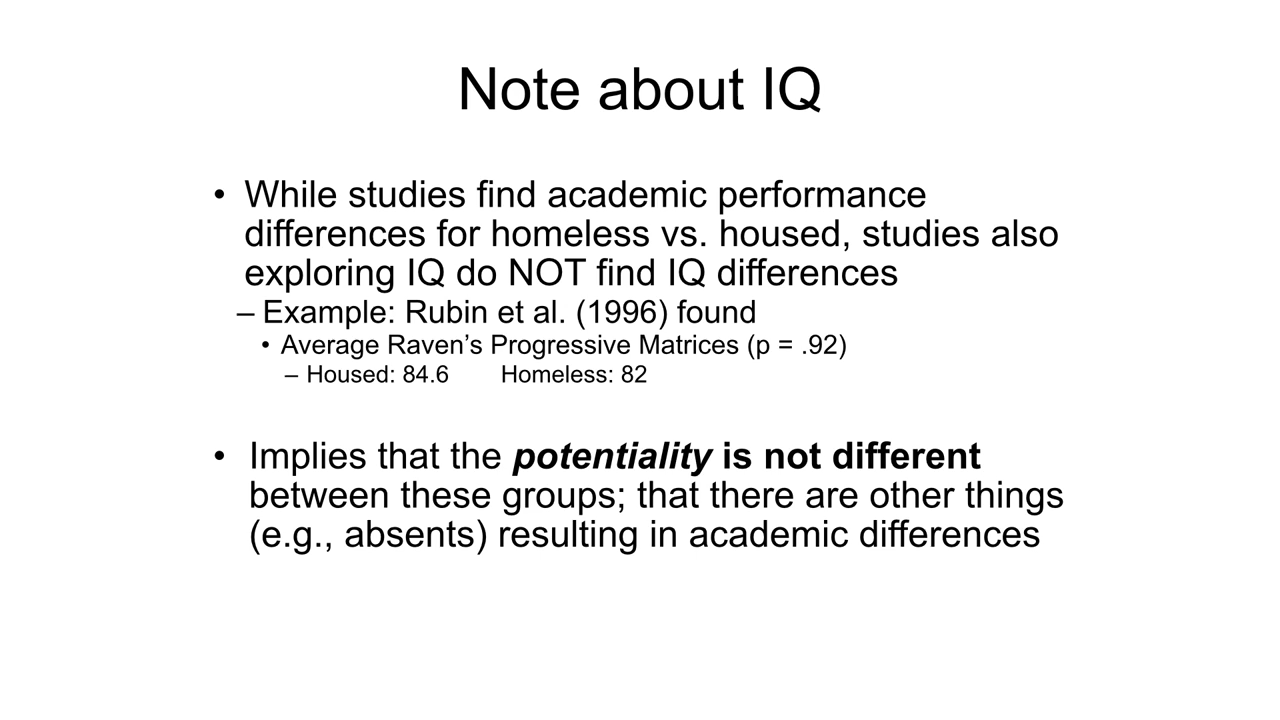 Note about IQ
• While studies find academic performance
differences for homeless vs. housed, studies also
exploring IQ do NOT find IQ differences
– Example: Rubin et al. (1996) found
• Average Raven’s Progressive Matrices (p = .92)
– Housed: 84.6 Homeless: 82
• Implies that the potentiality is not different
between these groups; that there are other things
(e.g., absents) resulting in academic differences